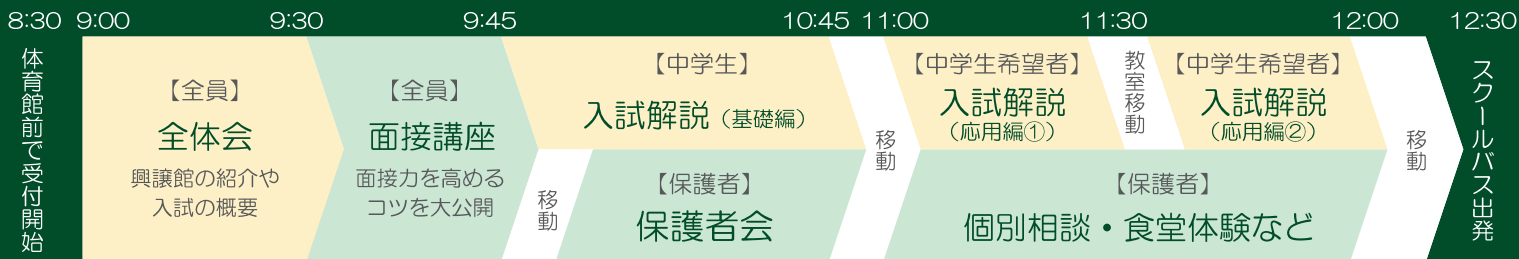 8:30 9:00 9:30 9:45 10:45 11:00 11:30 12:00 12:30
体育館前で受付開始
【全員】
全体会
興譲館の紹介や
入試の概要
【全員】
面接講座
面接力を高める
コツを大公開
【中学生】
入試解説（基礎編）
移動
【保護者】
保護者会
移動
【中学生希望者】
入試解説
（応用編①）
教室移動
【中学生希望者】
入試解説
（応用編②）
【保護者】
個別相談・食堂体験など
移動
スクールバス出発